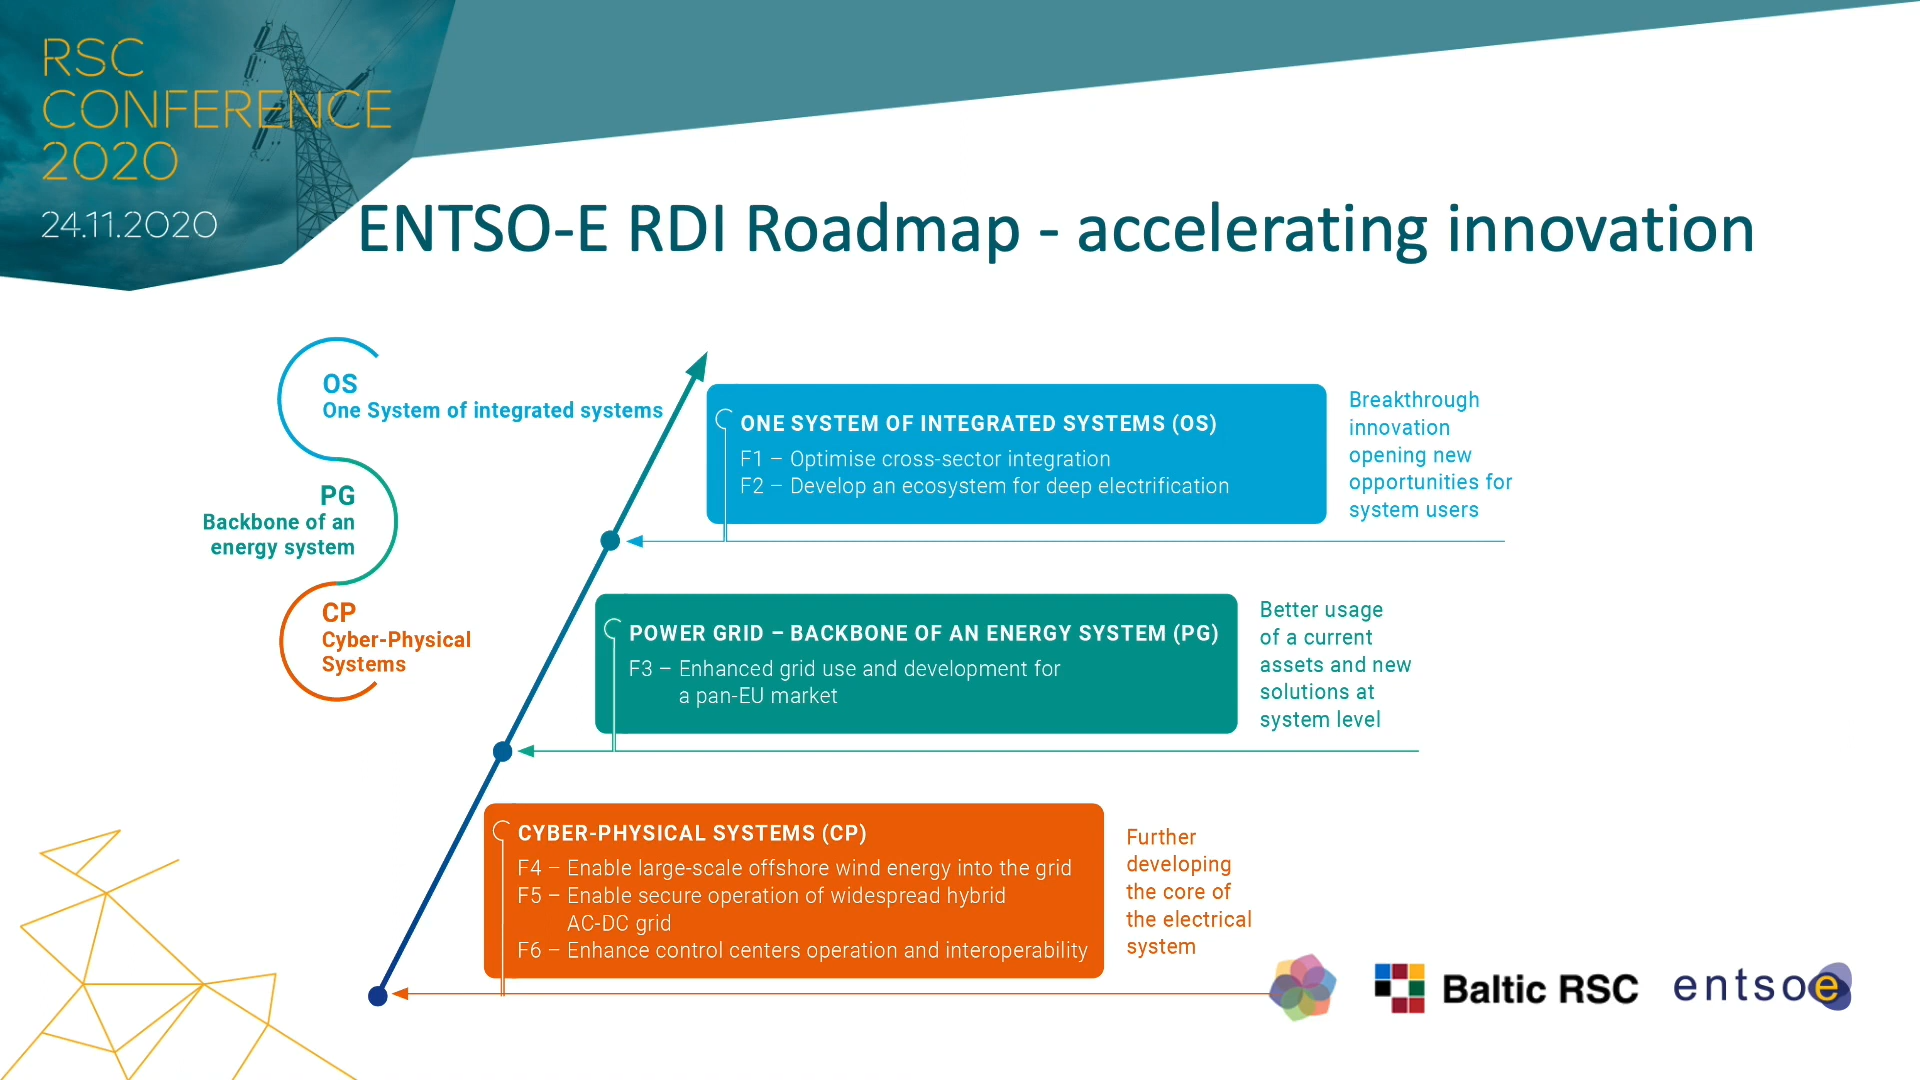 RSC
CONFERENCE
2020
24.11.2020
ENTSO-E RDI Roadmap - accelerating innovation
OS
One System of integrated systems
PG
Backbone of an
energy system
CP
Cyber-Physical
Systems
ONE SYSTEM OF INTEGRATED SYSTEMS (OS)
F1 – Optimise cross-sector integration
F2 – Develop an ecosystem for deep electrification
Breakthrough
innovation
opening new
opportunities for
system users
POWER GRID – BACKBONE OF AN ENERGY SYSTEM (PG)
F3 – Enhanced grid use and development for
a pan-EU market
Better usage
of a current
assets and new
solutions at
system level
CYBER-PHYSICAL SYSTEMS (CP)
F4 – Enable large-scale offshore wind energy into the grid
F5 – Enable secure operation of widespread hybrid
AC-DC grid
F6 – Enhance control centers operation and interoperability
Further
developing
the core of
the electrical
system
Baltic RSC
entsoe